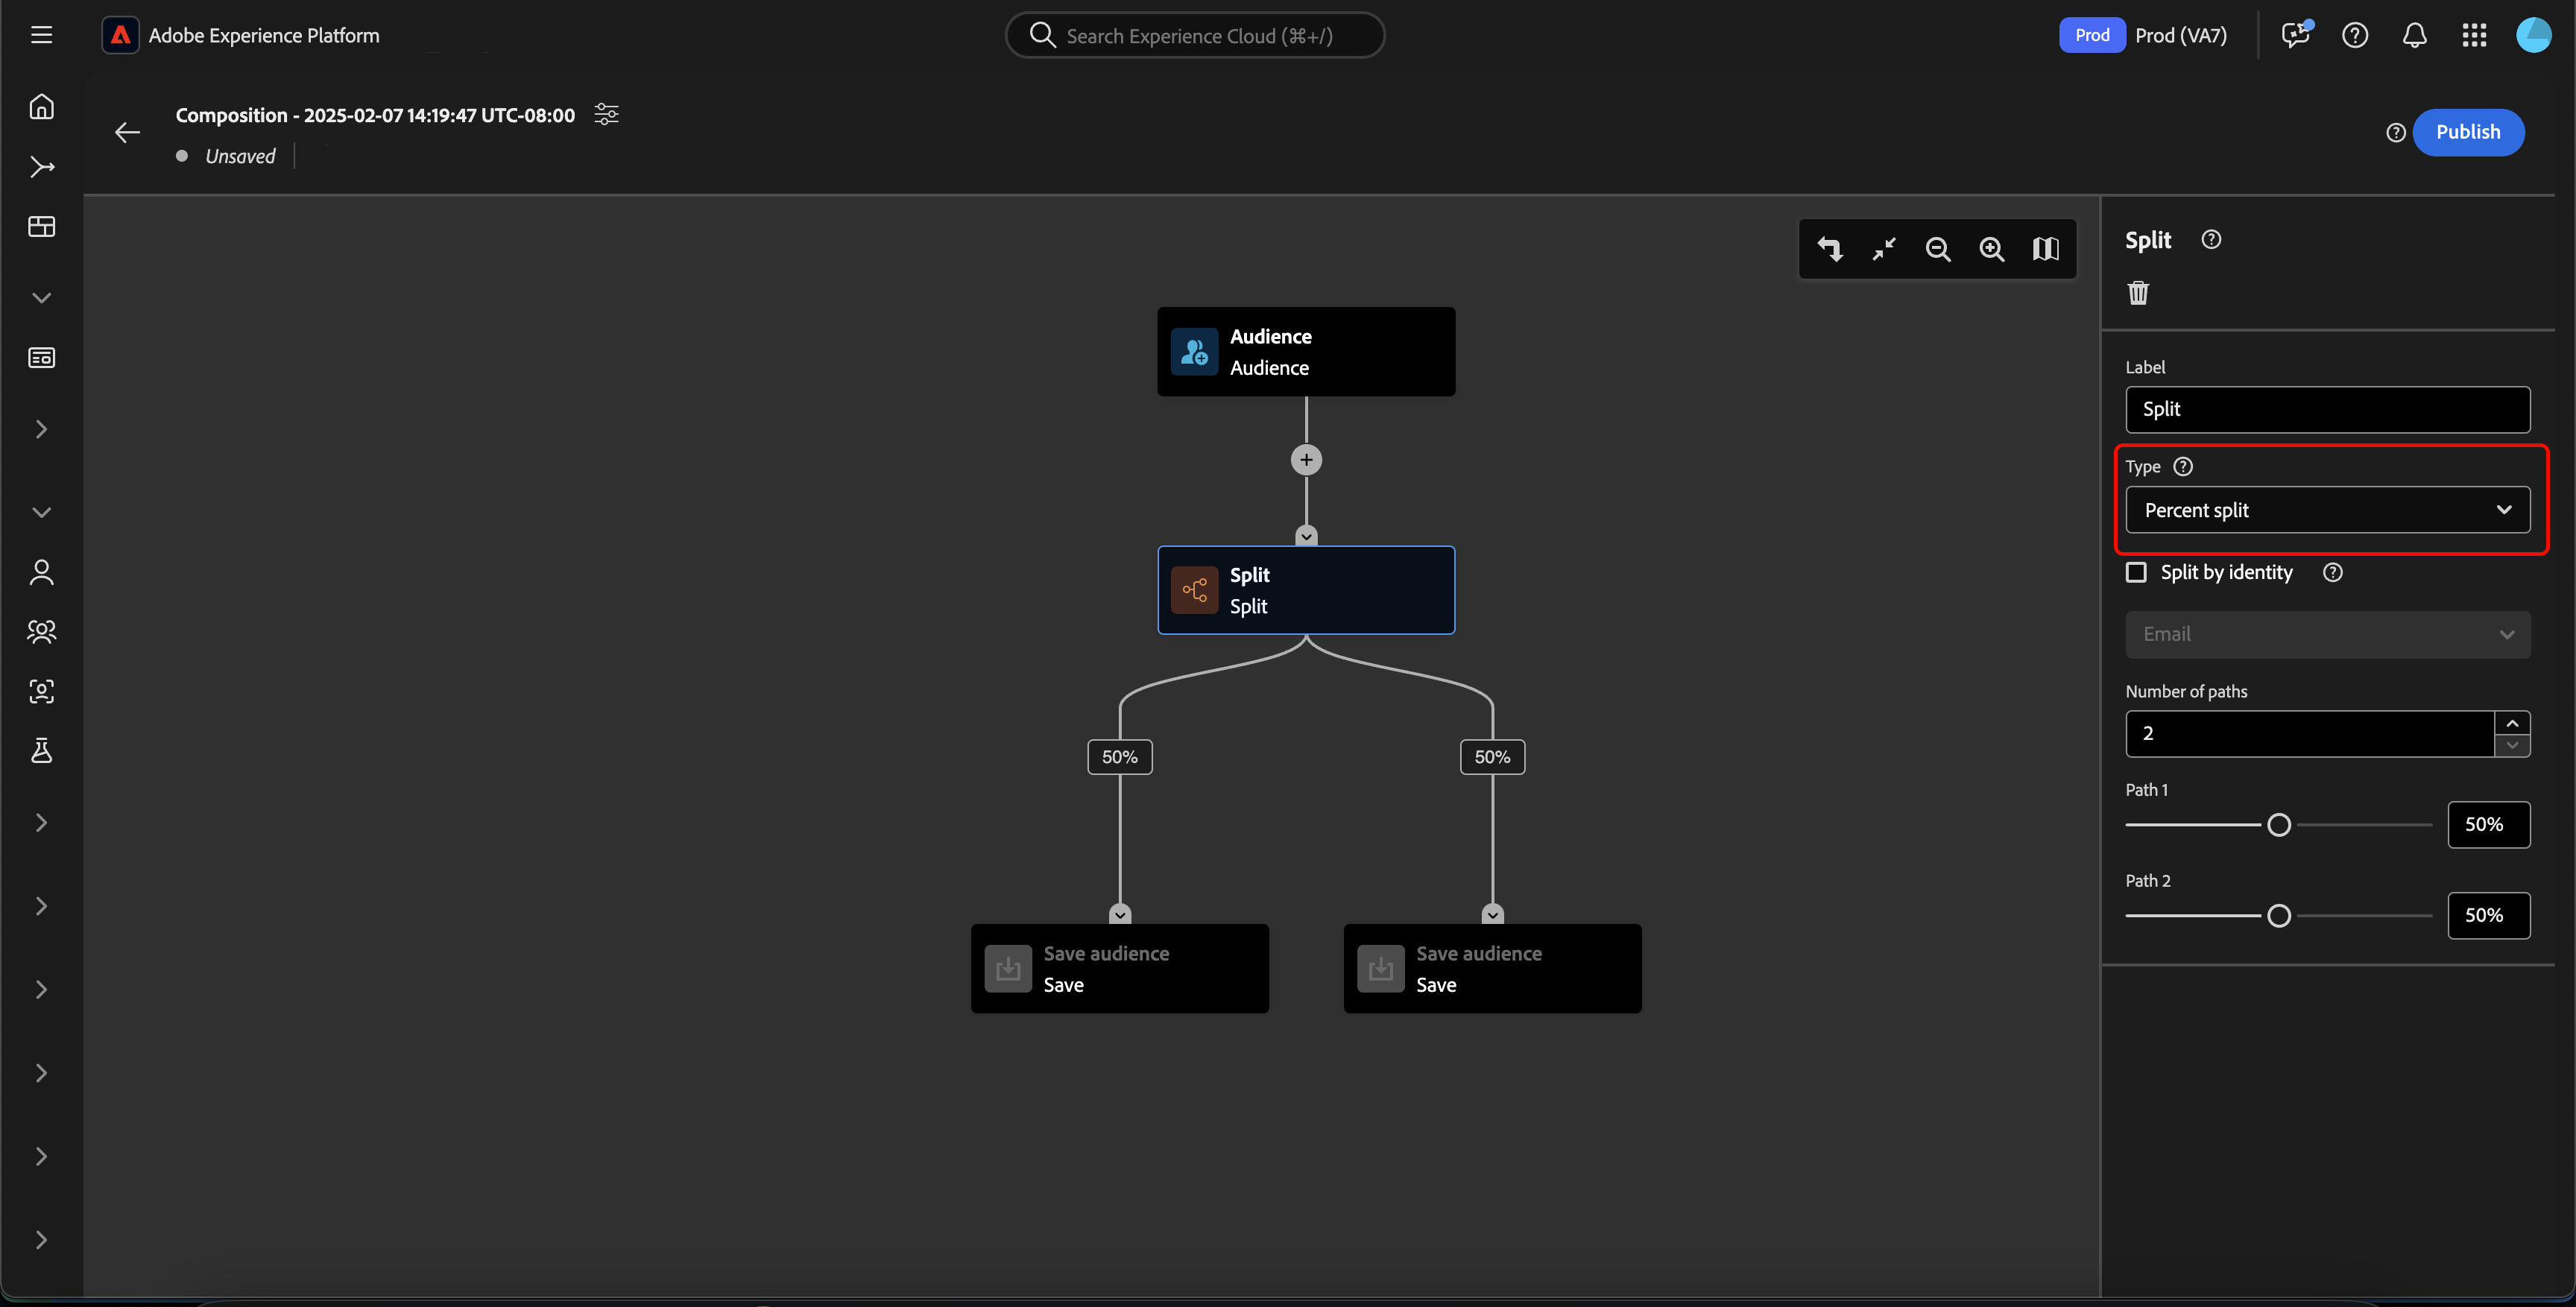 Adobe Experience Platform
Search Experience Cloud (⌘+/)
Prod
Prod (VA7)
Composition - 2025-02-07 14:19:47 UTC-08:00
Unsaved
Publish
Audience
Audience
Split
Split
50%
50%
Save audience
Save
Save audience
Save
Split
Label
Split
Type
Percent split
Split by identity
Email
Number of paths
2
Path 1
50%
Path 2
50%